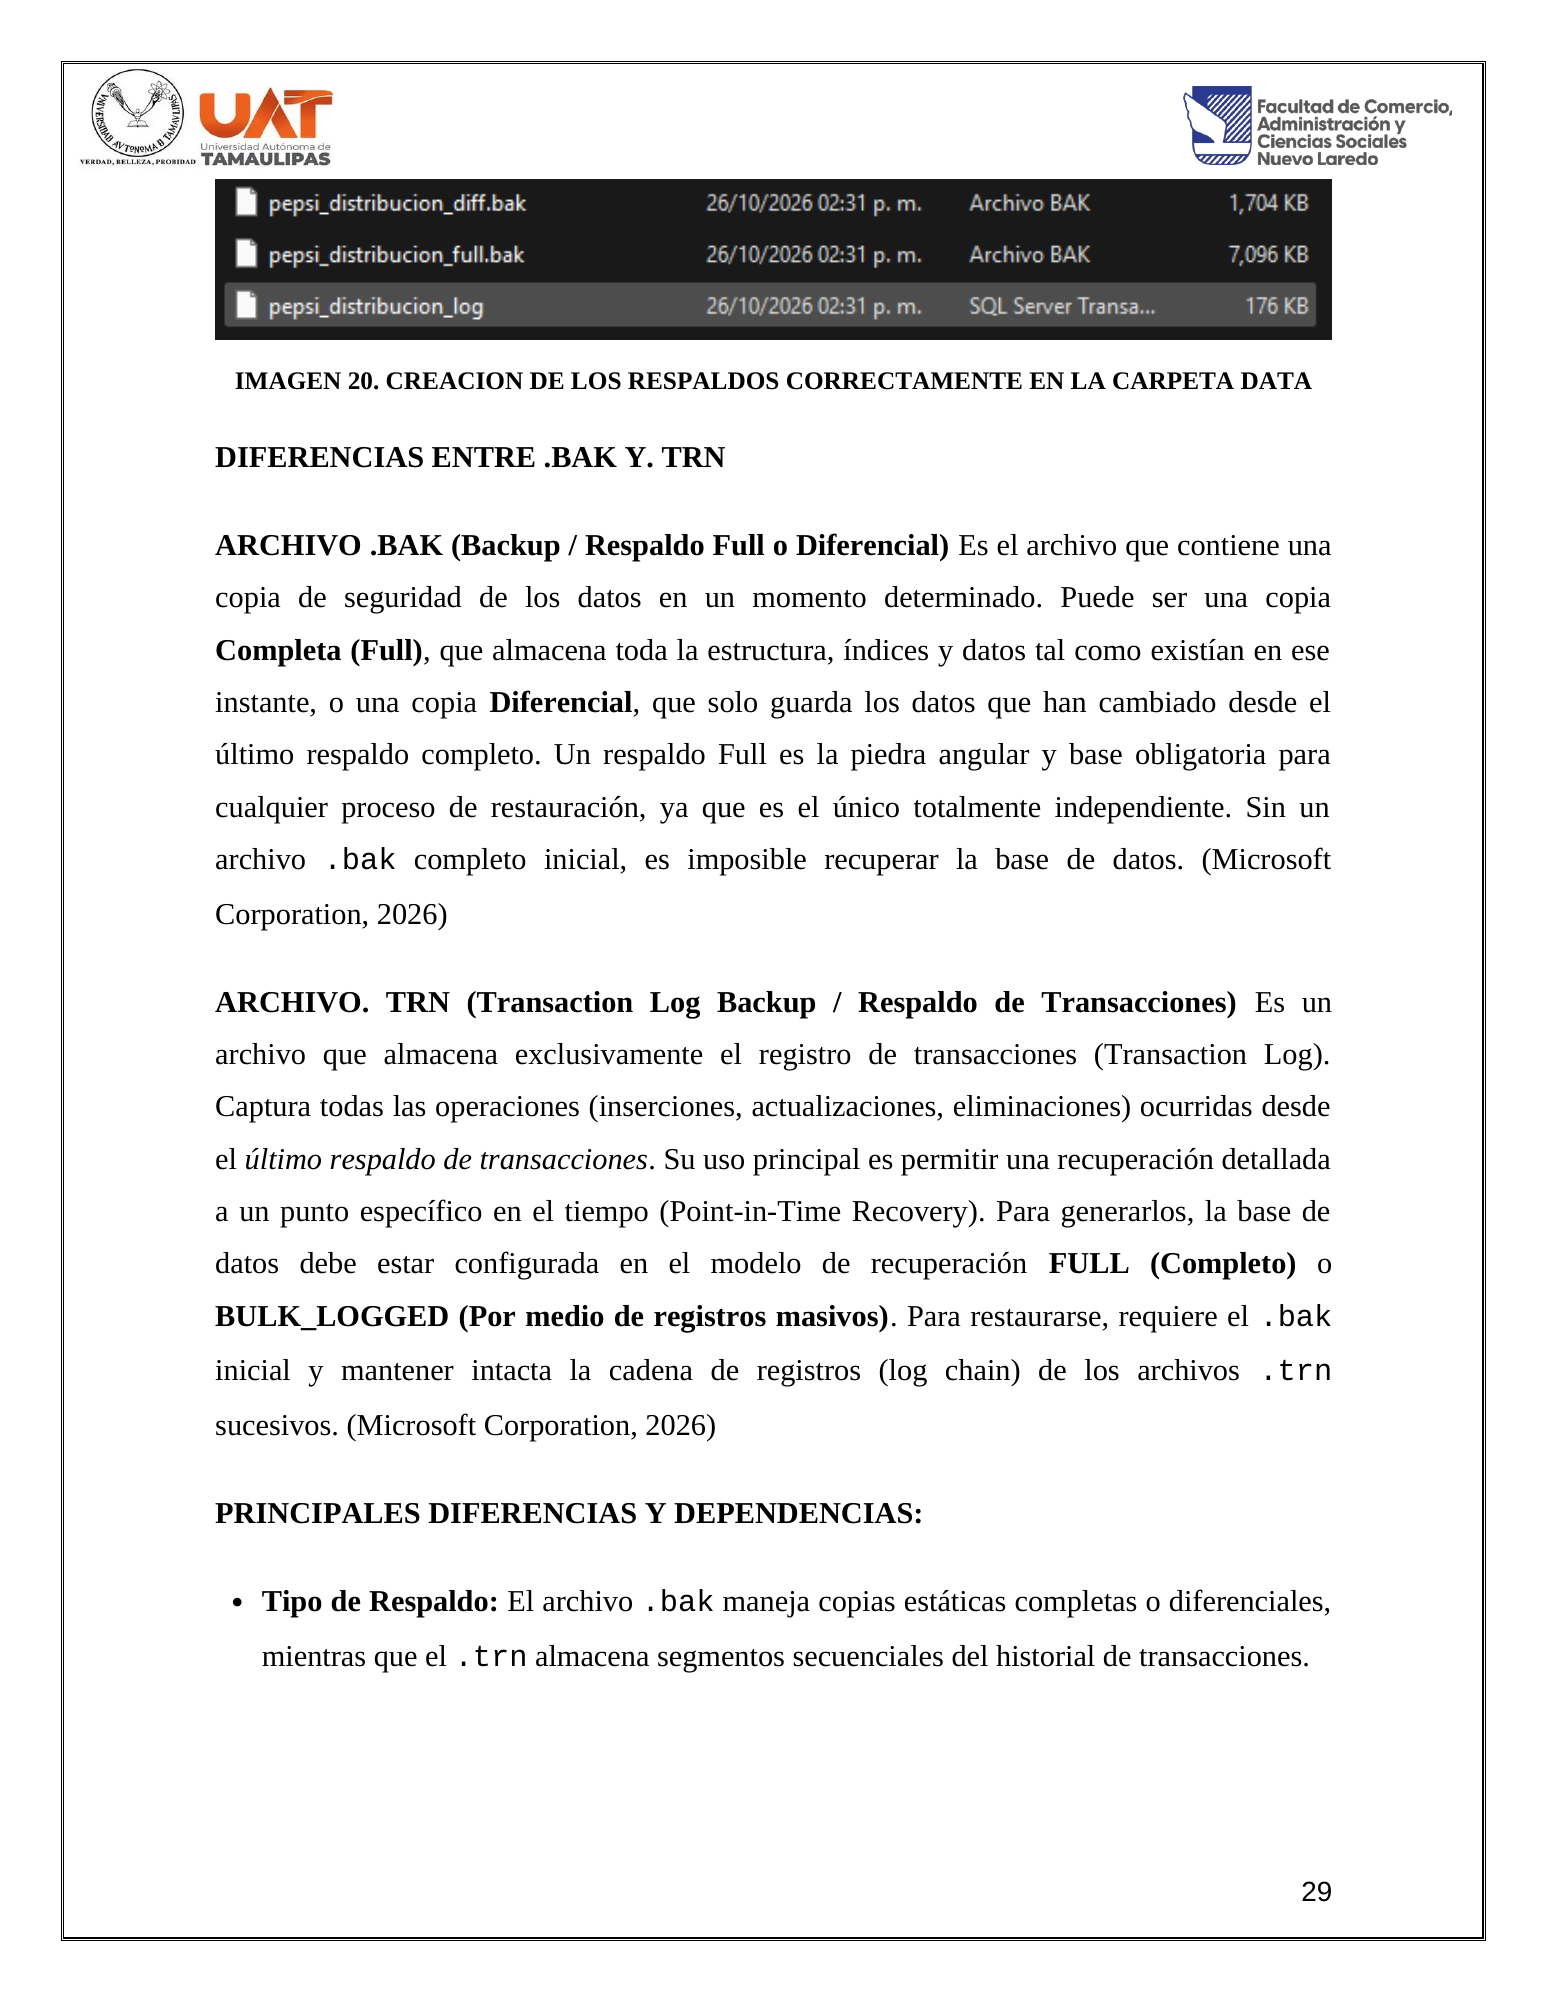 VNIVERSIDAD AVTONOMA D TAMAVLIPAS
VERDAD, BELLEZA, PROBIDAD
UAT
Universidad Autónoma de
TAMAULIPAS
Facultad de Comercio,
Administración y
Ciencias Sociales
Nuevo Laredo
pepsi_distribucion_diff.bak 26/10/2026 02:31 p. m. Archivo BAK 1,704 KB
pepsi_distribucion_full.bak 26/10/2026 02:31 p. m. Archivo BAK 7,096 KB
pepsi_distribucion_log 26/10/2026 02:31 p. m. SQL Server Transa... 176 KB
IMAGEN 20. CREACION DE LOS RESPALDOS CORRECTAMENTE EN LA CARPETA DATA
DIFERENCIAS ENTRE .BAK Y. TRN
ARCHIVO .BAK (Backup / Respaldo Full o Diferencial) Es el archivo que contiene una
copia de seguridad de los datos en un momento determinado. Puede ser una copia
Completa (Full), que almacena toda la estructura, índices y datos tal como existían en ese
instante, o una copia Diferencial, que solo guarda los datos que han cambiado desde el
último respaldo completo. Un respaldo Full es la piedra angular y base obligatoria para
cualquier proceso de restauración, ya que es el único totalmente independiente. Sin un
archivo .bak completo inicial, es imposible recuperar la base de datos. (Microsoft
Corporation, 2026)
ARCHIVO. TRN (Transaction Log Backup / Respaldo de Transacciones) Es un
archivo que almacena exclusivamente el registro de transacciones (Transaction Log).
Captura todas las operaciones (inserciones, actualizaciones, eliminaciones) ocurridas desde
el último respaldo de transacciones. Su uso principal es permitir una recuperación detallada
a un punto específico en el tiempo (Point-in-Time Recovery). Para generarlos, la base de
datos debe estar configurada en el modelo de recuperación FULL (Completo) o
BULK_LOGGED (Por medio de registros masivos). Para restaurarse, requiere el .bak
inicial y mantener intacta la cadena de registros (log chain) de los archivos .trn
sucesivos. (Microsoft Corporation, 2026)
PRINCIPALES DIFERENCIAS Y DEPENDENCIAS:
• Tipo de Respaldo: El archivo .bak maneja copias estáticas completas o diferenciales,
mientras que el .trn almacena segmentos secuenciales del historial de transacciones.
29